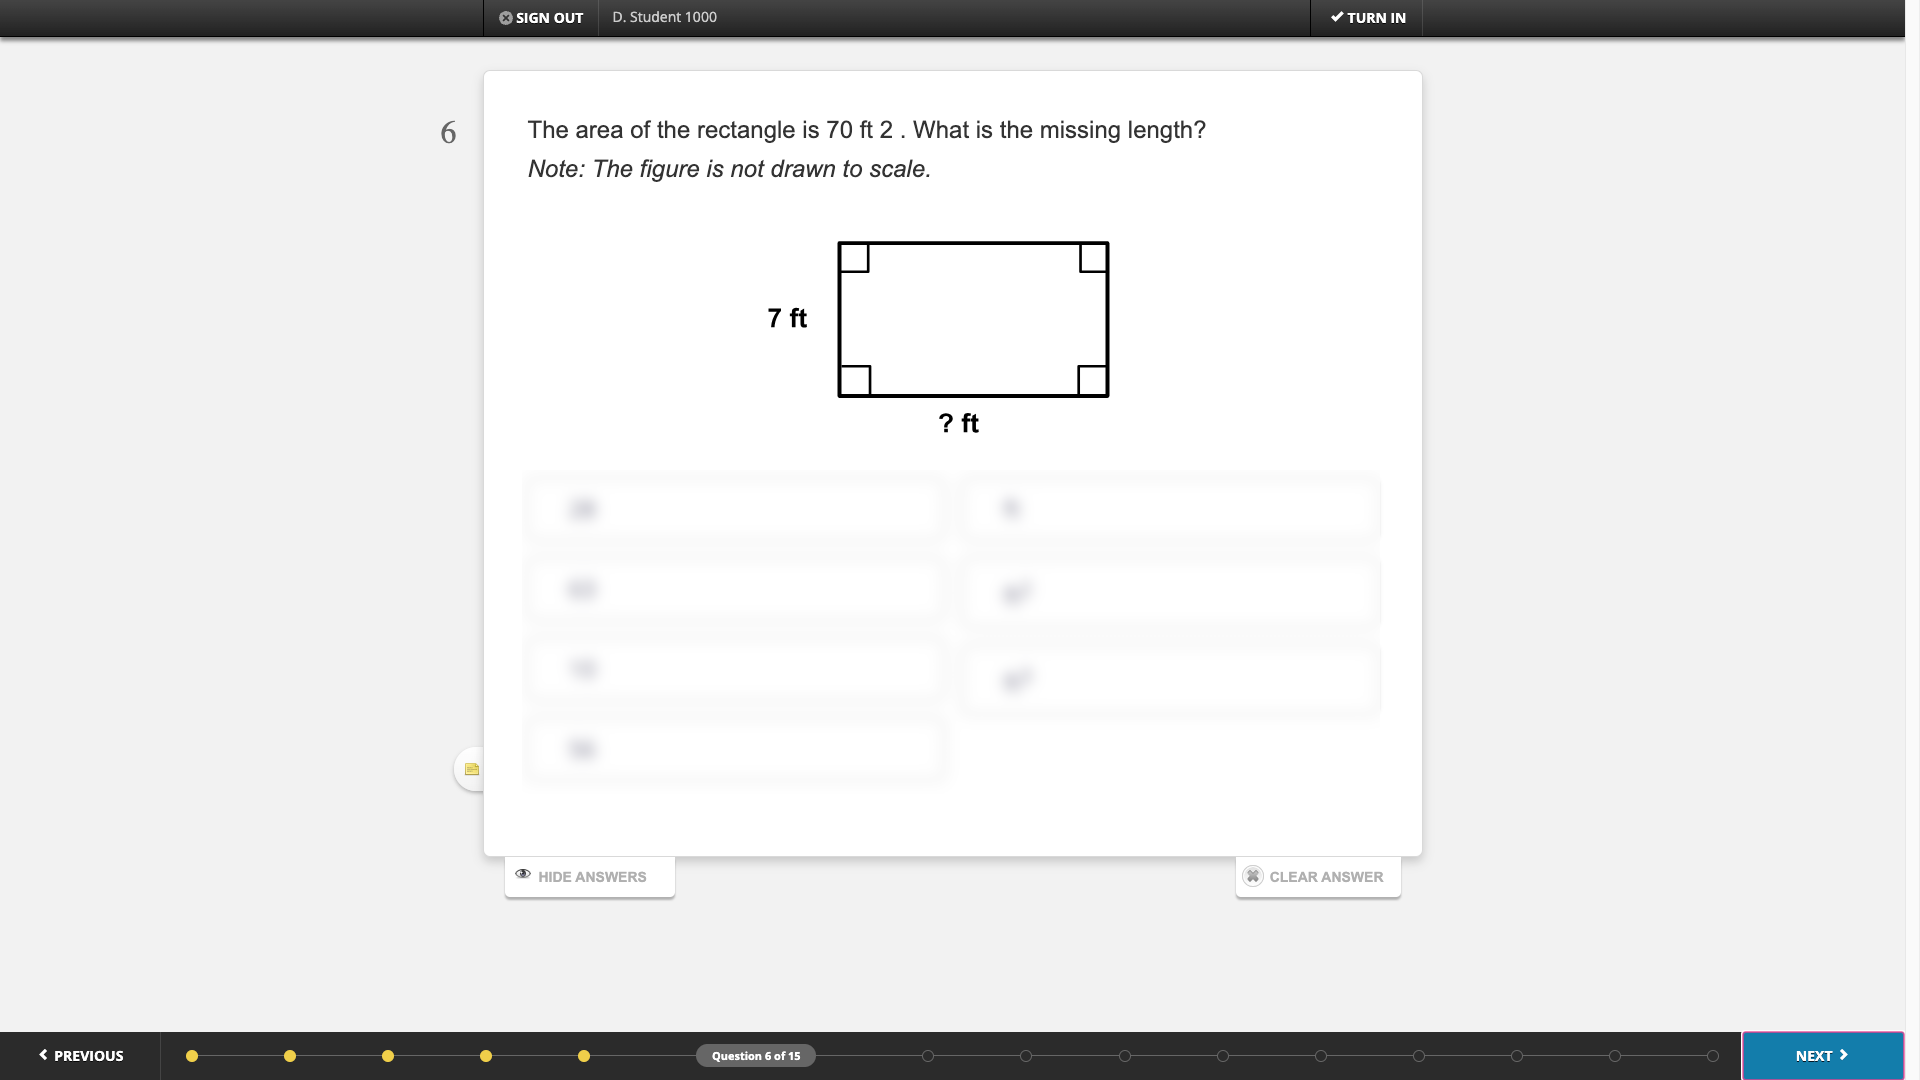 SIGN OUT
D. Student 1000
TURN IN
6
The area of the rectangle is 70 ft 2 . What is the missing length?
Note: The figure is not drawn to scale.
7 ft
? ft
HIDE ANSWERS
CLEAR ANSWER
PREVIOUS
Question 6 of 15
NEXT